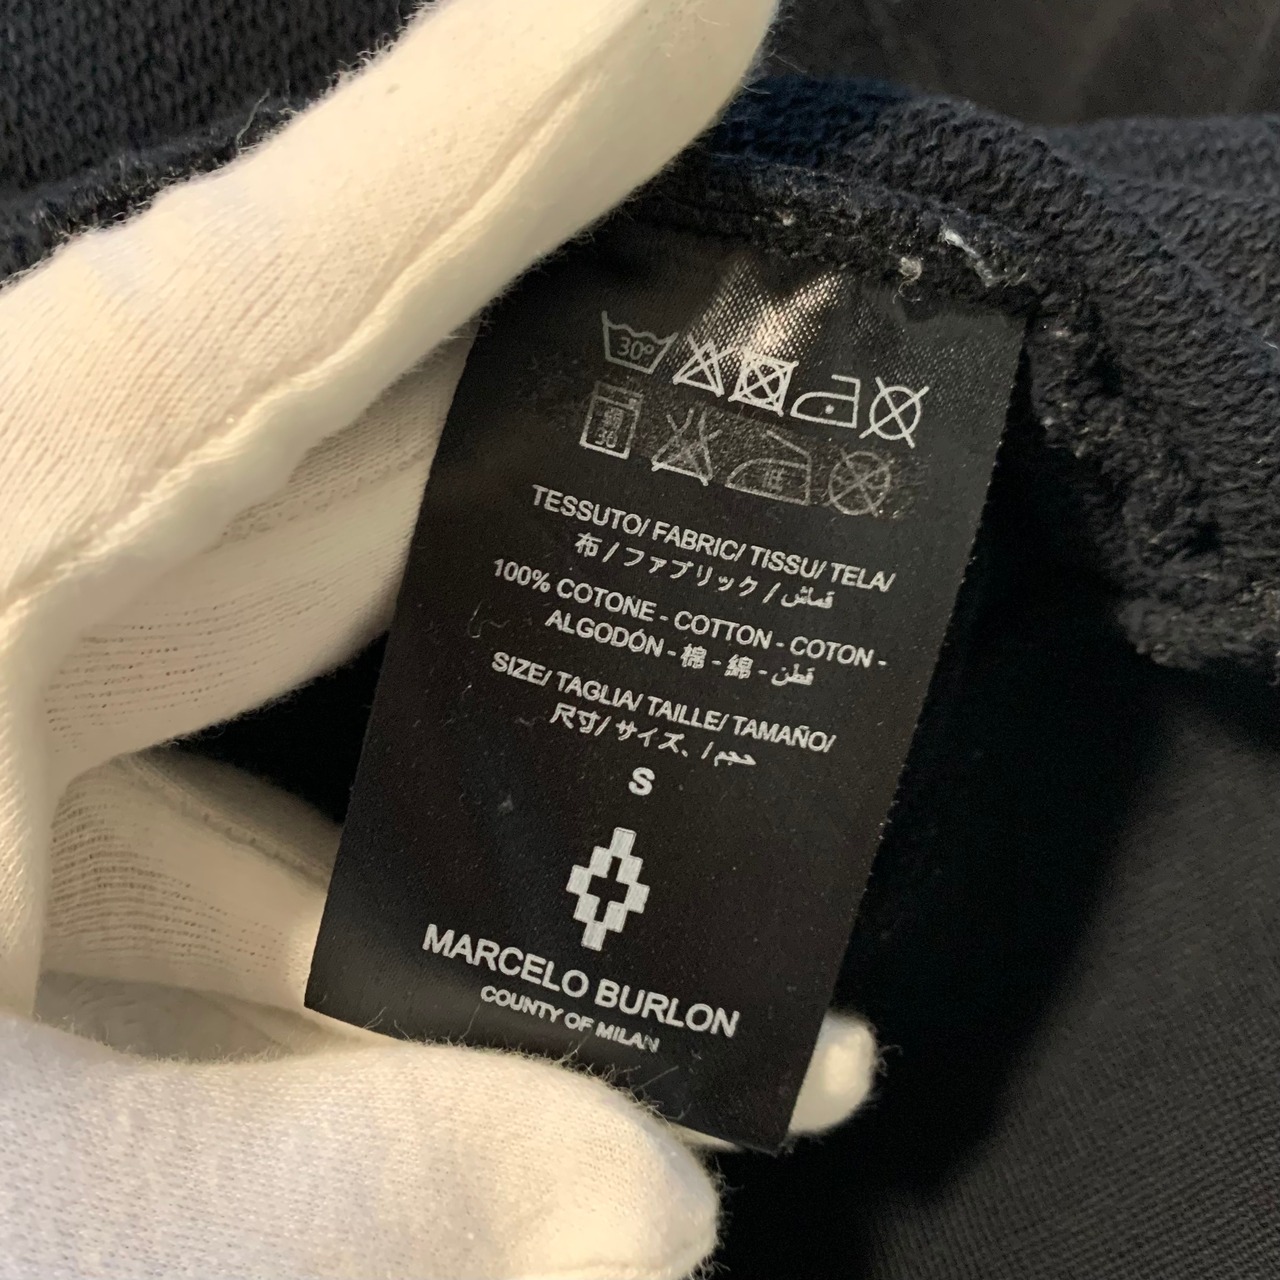 30°
30
TESSUTO/ FABRIC/ TISSU/ TELA/
布 / ファブリック / قماش
100% COTONE - COTTON - COTON -
ALGODÓN - 棉 - 綿 - قطن
SIZE/ TAGLIA/ TAILLE/ TAMAÑO/
尺寸/ サイズ、/ حجم
S
MARCELO BURLON
COUNTY OF MILAN